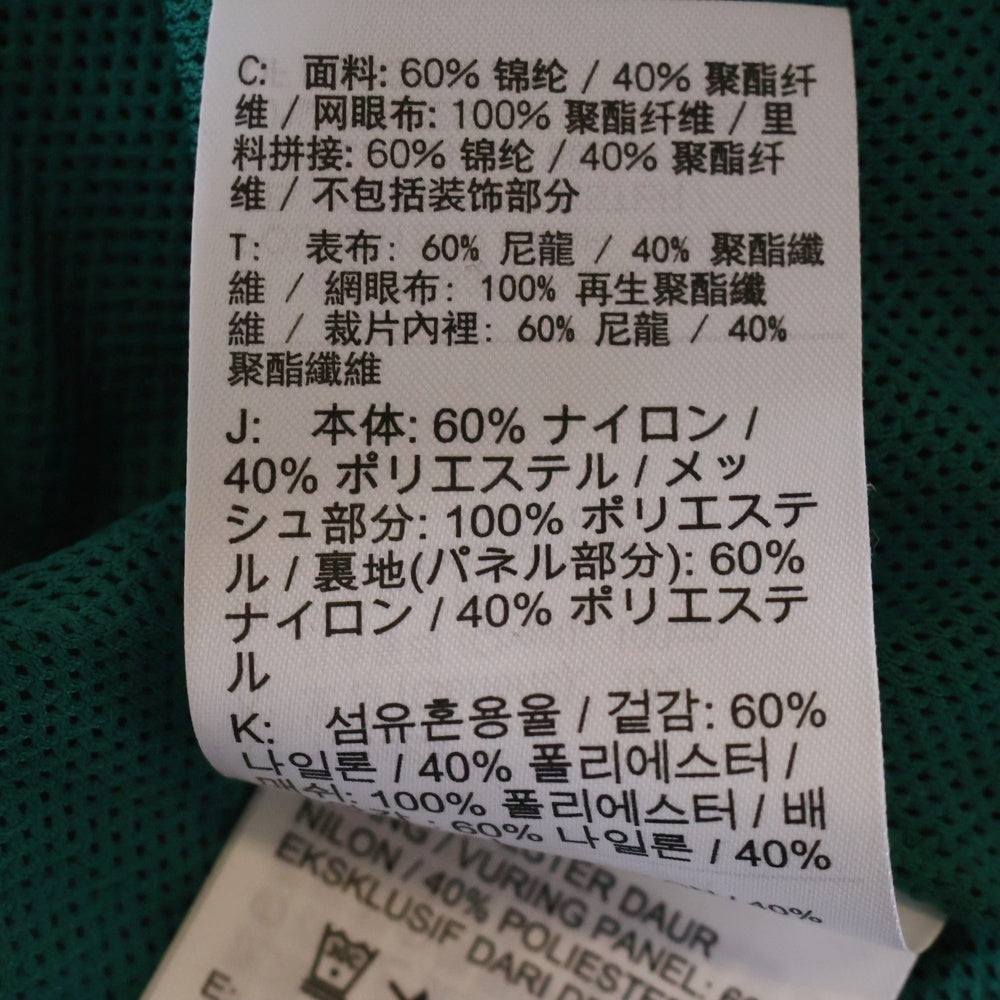 C: 面料: 60% 锦纶 / 40% 聚酯纤
维 / 网眼布: 100% 聚酯纤维 / 里
料拼接: 60% 锦纶 / 40% 聚酯纤
维 / 不包括装饰部分
T: 表布: 60% 尼龍 / 40% 聚酯纖
維 / 網眼布: 100% 再生聚酯纖
維 / 裁片內裡: 60% 尼龍 / 40%
聚酯纖維
J: 本体: 60% ナイロン /
40% ポリエステル / メッ
シュ部分: 100% ポリエステ
ル / 裏地(パネル部分): 60%
ナイロン / 40% ポリエステ
ル
K: 섬유혼용율 / 겉감: 60%
나일론 / 40% 폴리에스터 /
100% 폴리에스터 / 배
60% 나일론 / 40%
40%
DAUR
NILON / VURING PANEL:
EKSKLUSIF / 40% POLIESTE
DARI
E: